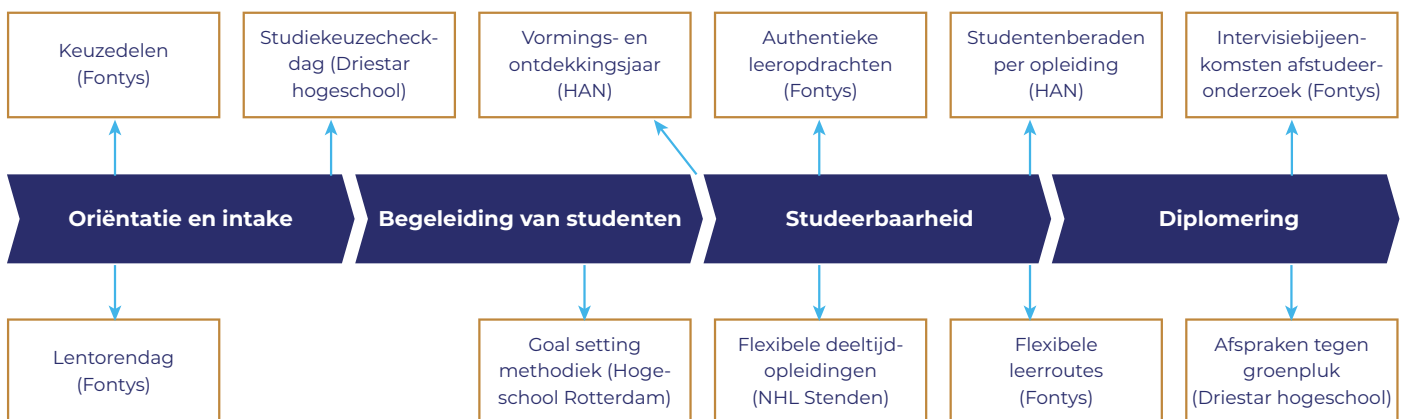 Keuzedelen
(Fontys)
Studiekeuzecheck-
dag (Driestar
hogeschool)
Vormings- en
ontdekkingsjaar
(HAN)
Authentieke
leeropdrachten
(Fontys)
Studentenberaden
per opleiding
(HAN)
Intervisiebijeen-
komsten afstudeer-
onderzoek (Fontys)
Oriëntatie en intake
Begeleiding van studenten
Studeerbaarheid
Diplomering
Lentorendag
(Fontys)
Goal setting
methodiek (Hoge-
school Rotterdam)
Flexibele deeltijd-
opleidingen
(NHL Stenden)
Flexibele
leerroutes
(Fontys)
Afspraken tegen
groenpluk
(Driestar hogeschool)